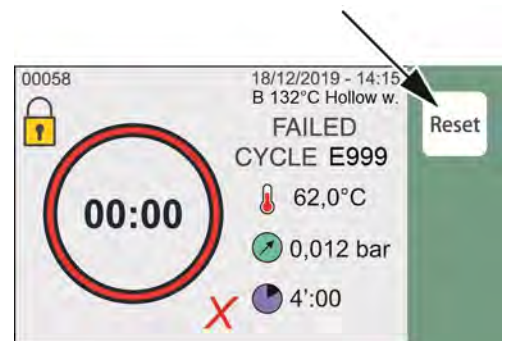 00058
18/12/2019 - 14:15
B 132°C Hollow w.
FAILED
CYCLE E999
Reset
00:00
62,0°C
0,012 bar
X
4':00